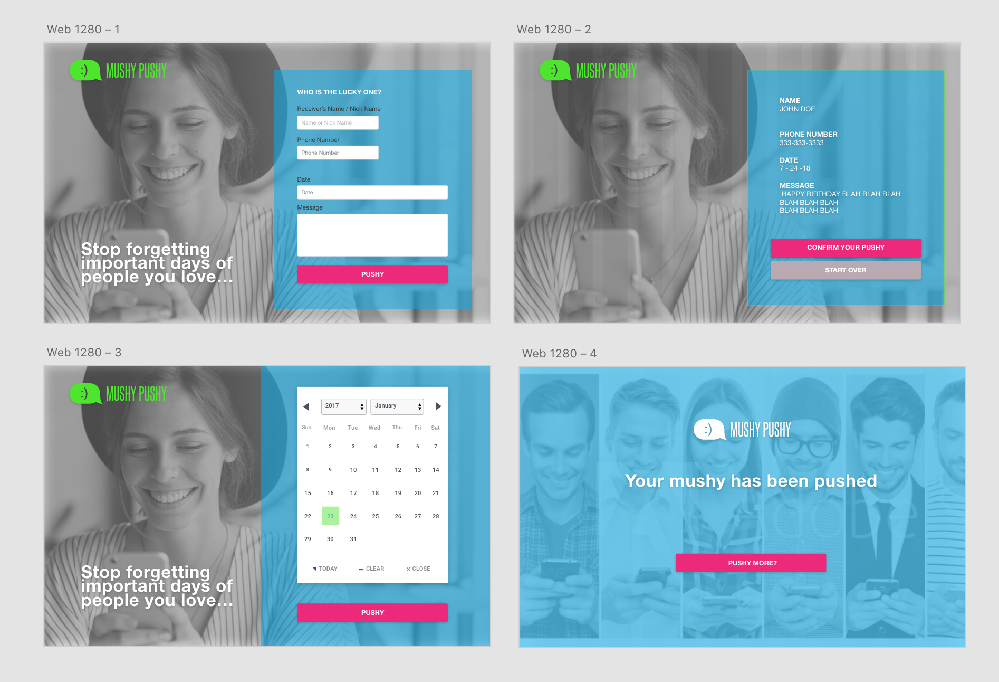 Web 1280 – 1
:) MUSHY PUSHY
WHO IS THE LUCKY ONE?
Receiver's Name / Nick Name
Name or Nick Name
Phone Number
Phone Number
Date
Date
Message
PUSHY
Stop forgetting
important days of
people you love...
Web 1280 – 2
:) MUSHY PUSHY
NAME
JOHN DOE
PHONE NUMBER
333-333-3333
DATE
7 - 24 -18
MESSAGE
HAPPY BIRTHDAY BLAH BLAH BLAH
BLAH BLAH BLAH
BLAH BLAH BLAH
CONFIRM YOUR PUSHY
START OVER
Web 1280 – 3
:) MUSHY PUSHY
2017 January
Sun Mon Tue Wed Thu Fri Sat
1 2 3 4 5 6 7
8 9 10 11 12 13 14
15 16 17 18 19 20 21
22 23 24 25 26 27 28
29 30 31
TODAY CLEAR × CLOSE
PUSHY
Stop forgetting
important days of
people you love...
Web 1280 – 4
:) MUSHY PUSHY
Your mushy has been pushed
PUSHY MORE?